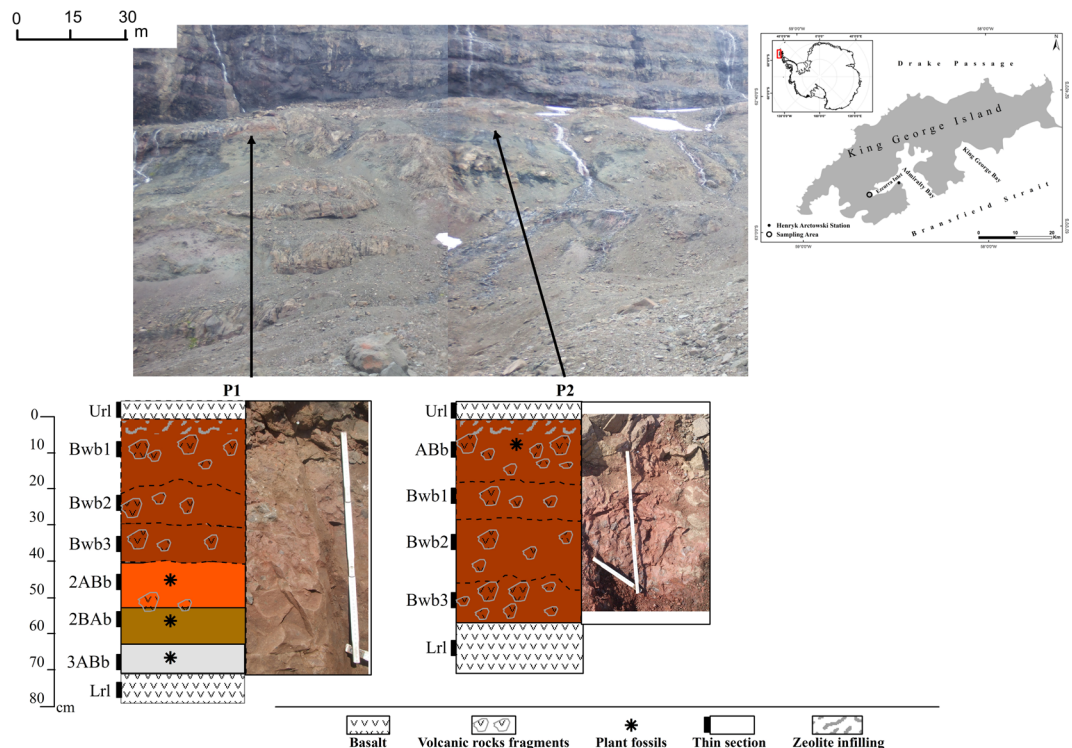 0 15 30 m
Drake Passage
N
King George Island
King George Bay
Admiralty Bay
Ezcurra Inlet
Bransfield Strait
Henryk Arctowski Station
Sampling Area
0 10 20 Km
P1
P2
0
10
20
30
40
50
60
70
80 cm
Url
Bwb1
Bwb2
Bwb3
2ABb
2BAb
3ABb
Lrl
Url
ABb
Bwb1
Bwb2
Bwb3
Lrl
Basalt
Volcanic rocks fragments
Plant fossils
Thin section
Zeolite infilling